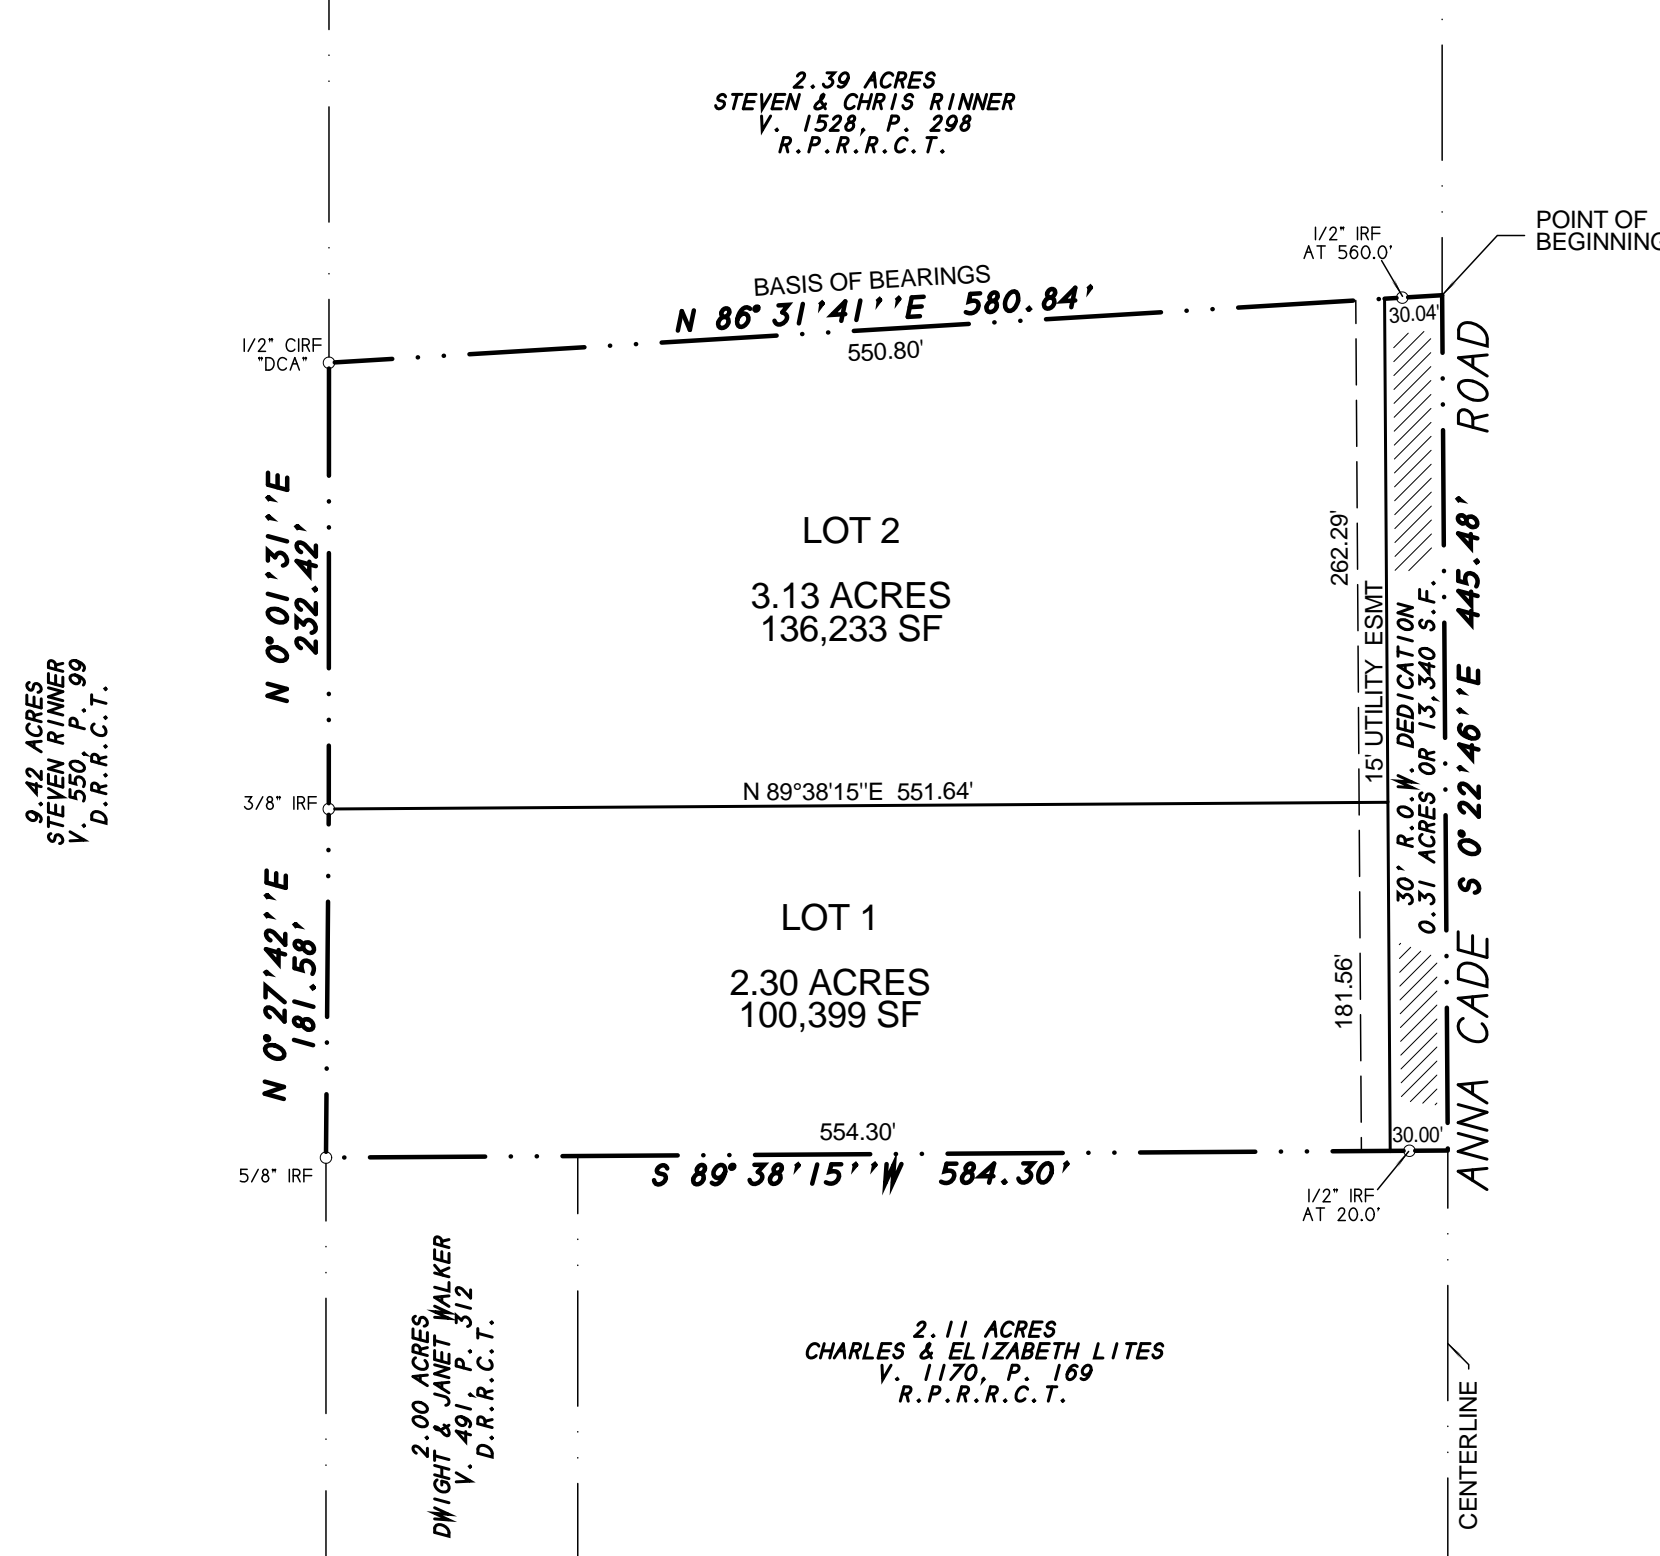 2.39 ACRES
STEVEN & CHRIS RINNER
V. 1528, P. 298
R.P.R.R.C.T.
POINT OF
BEGINNING
1/2" IRF
AT 560.0'
BASIS OF BEARINGS
N 86°31'41''E 580.84'
550.80'
30.04'
1/2" CIRF
"DCA"
N 0°01'31''E
232.42'
LOT 2
3.13 ACRES
136,233 SF
262.29'
15' UTILITY ESMT
30' R.O.W. DEDICATION
0.31 ACRES OR 13,340 S.F.
S 0°22'46''E 445.48'
ANNA CADE ROAD
9.42 ACRES
STEVEN RINNER
V. 550, P. 99
D.R.R.C.T.
3/8" IRF
N 89°38'15"E 551.64'
N 0°27'42''E
181.58'
LOT 1
2.30 ACRES
100,399 SF
181.56'
554.30'
30.00'
S 89°38'15''W 584.30'
5/8" IRF
1/2" IRF
AT 20.0'
2.00 ACRES
DWIGHT & JANET WALKER
V. 491, P. 312
D.R.R.C.T.
2.11 ACRES
CHARLES & ELIZABETH LITES
V. 1170, P. 169
R.P.R.R.C.T.
CENTERLINE